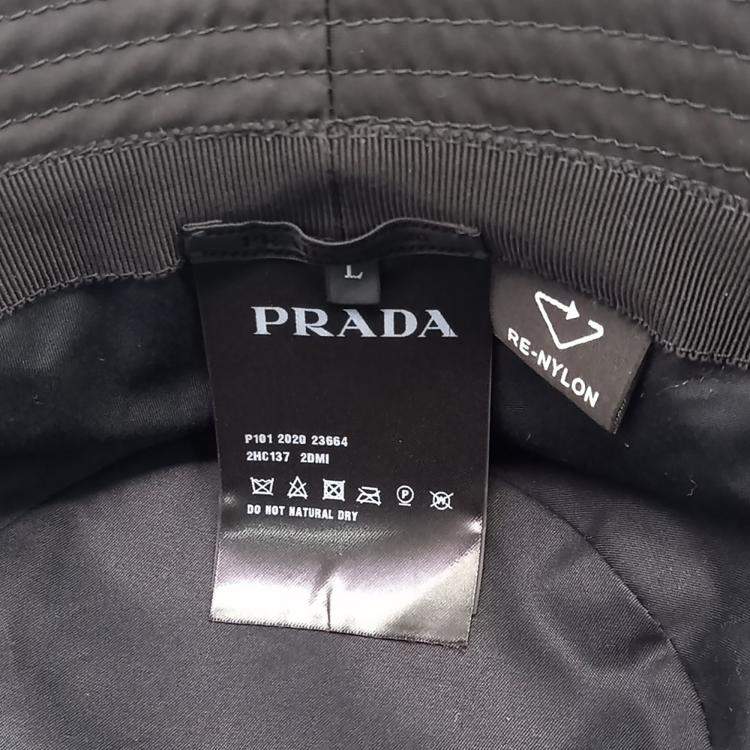 L
PRADA
RE-NYLON
P101 2020 23664
2HC137 2DMI
P
W
DO NOT NATURAL DRY